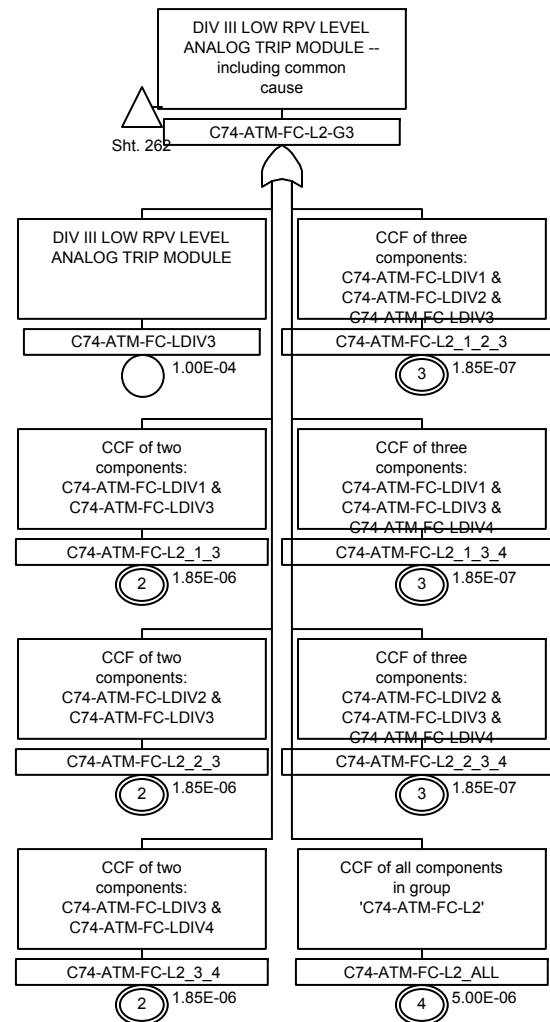 DIV III LOW RPV LEVEL
ANALOG TRIP MODULE --
including common
cause
Sht. 262
C74-ATM-FC-L2-G3
DIV III LOW RPV LEVEL
ANALOG TRIP MODULE
C74-ATM-FC-LDIV3
1.00E-04
CCF of three
components:
C74-ATM-FC-LDIV1 &
C74-ATM-FC-LDIV2 &
C74-ATM-FC-LDIV3
C74-ATM-FC-L2_1_2_3
3
1.85E-07
CCF of two
components:
C74-ATM-FC-LDIV1 &
C74-ATM-FC-LDIV3
C74-ATM-FC-L2_1_3
2
1.85E-06
CCF of three
components:
C74-ATM-FC-LDIV1 &
C74-ATM-FC-LDIV3 &
C74-ATM-FC-LDIV4
C74-ATM-FC-L2_1_3_4
3
1.85E-07
CCF of two
components:
C74-ATM-FC-LDIV2 &
C74-ATM-FC-LDIV3
C74-ATM-FC-L2_2_3
2
1.85E-06
CCF of three
components:
C74-ATM-FC-LDIV2 &
C74-ATM-FC-LDIV3 &
C74-ATM-FC-LDIV4
C74-ATM-FC-L2_2_3_4
3
1.85E-07
CCF of two
components:
C74-ATM-FC-LDIV3 &
C74-ATM-FC-LDIV4
C74-ATM-FC-L2_3_4
2
1.85E-06
CCF of all components
in group
'C74-ATM-FC-L2'
C74-ATM-FC-L2_ALL
4
5.00E-06